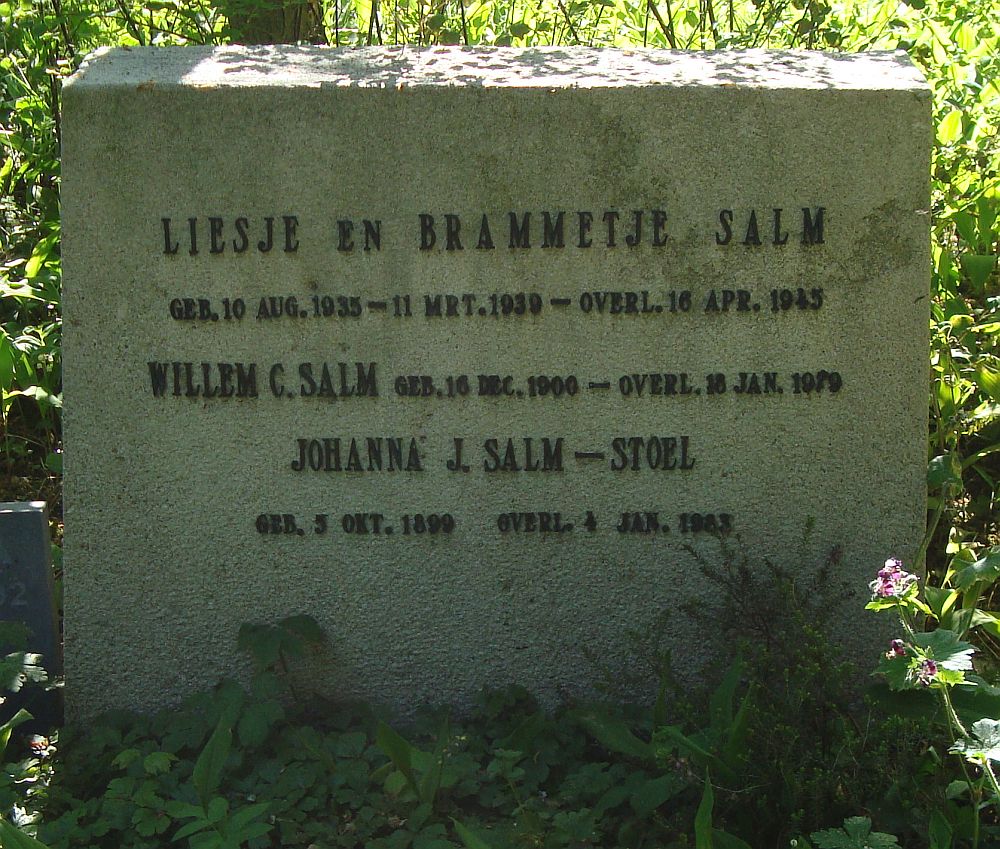 LIESJE EN BRAMMETJE SALM
GEB. 10 AUG. 1935 — 11 MRT. 1939 — OVERL. 16 APR. 1945
WILLEM C. SALM GEB. 16 DEC. 1900 — OVERL. 18 JAN. 1979
JOHANNA J. SALM — STOEL
GEB. 5 OKT. 1899 OVERL. 4 JAN. 1983